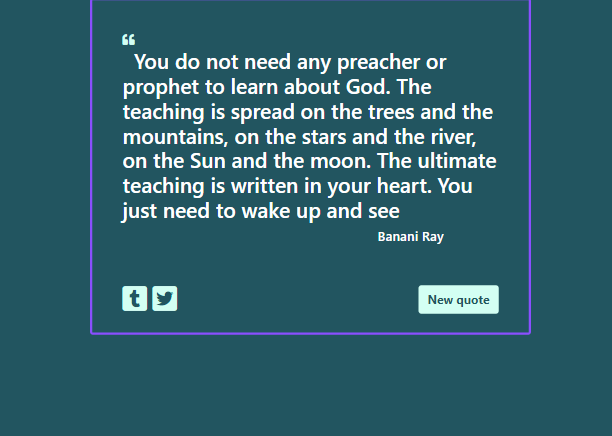 “
You do not need any preacher or
prophet to learn about God. The
teaching is spread on the trees and the
mountains, on the stars and the river,
on the Sun and the moon. The ultimate
teaching is written in your heart. You
just need to wake up and see
Banani Ray
New quote